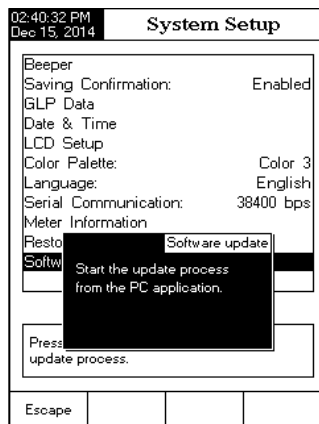 02:40:32 PM
Dec 15, 2014
System Setup
Beeper
Saving Confirmation: Enabled
GLP Data
Date & Time
LCD Setup
Color Palette: Color 3
Language: English
Serial Communication: 38400 bps
Meter Information
Resto
Softw
Software update
Start the update process
from the PC application.
Press
update process.
Escape